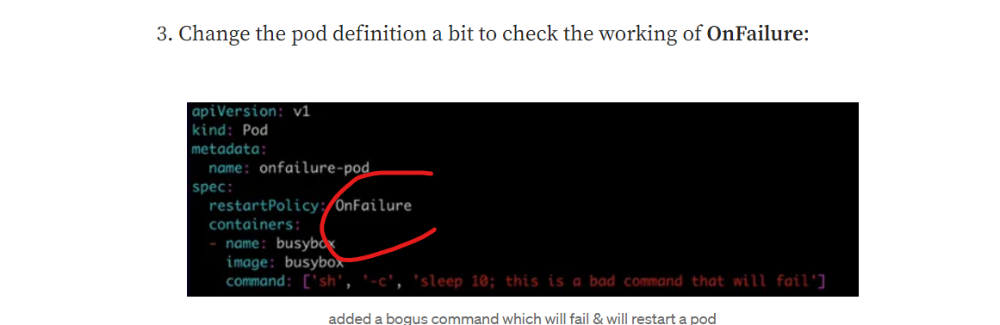 3. Change the pod definition a bit to check the working of OnFailure:
apiVersion: v1
kind: Pod
metadata:
  name: onfailure-pod
spec:
  restartPolicy: OnFailure
  containers:
  - name: busybox
    image: busybox
    command: ['sh', '-c', 'sleep 10; this is a bad command that will fail']
added a bogus command which will fail & will restart a pod